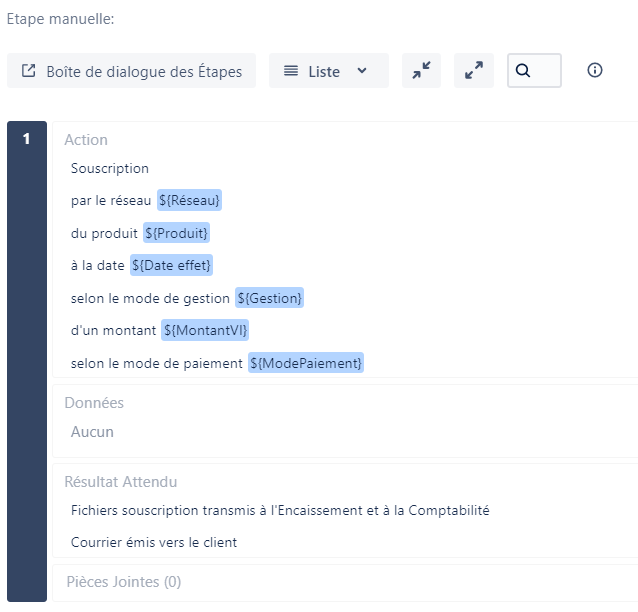 Etape manuelle:
Boîte de dialogue des Étapes
Liste
1
Action
Souscription
par le réseau ${Réseau}
du produit ${Produit}
à la date ${Date effet}
selon le mode de gestion ${Gestion}
d'un montant ${MontantVI}
selon le mode de paiement ${ModePaiement}
Données
Aucun
Résultat Attendu
Fichiers souscription transmis à l'Encaissement et à la Comptabilité
Courrier émis vers le client
Pièces Jointes (0)